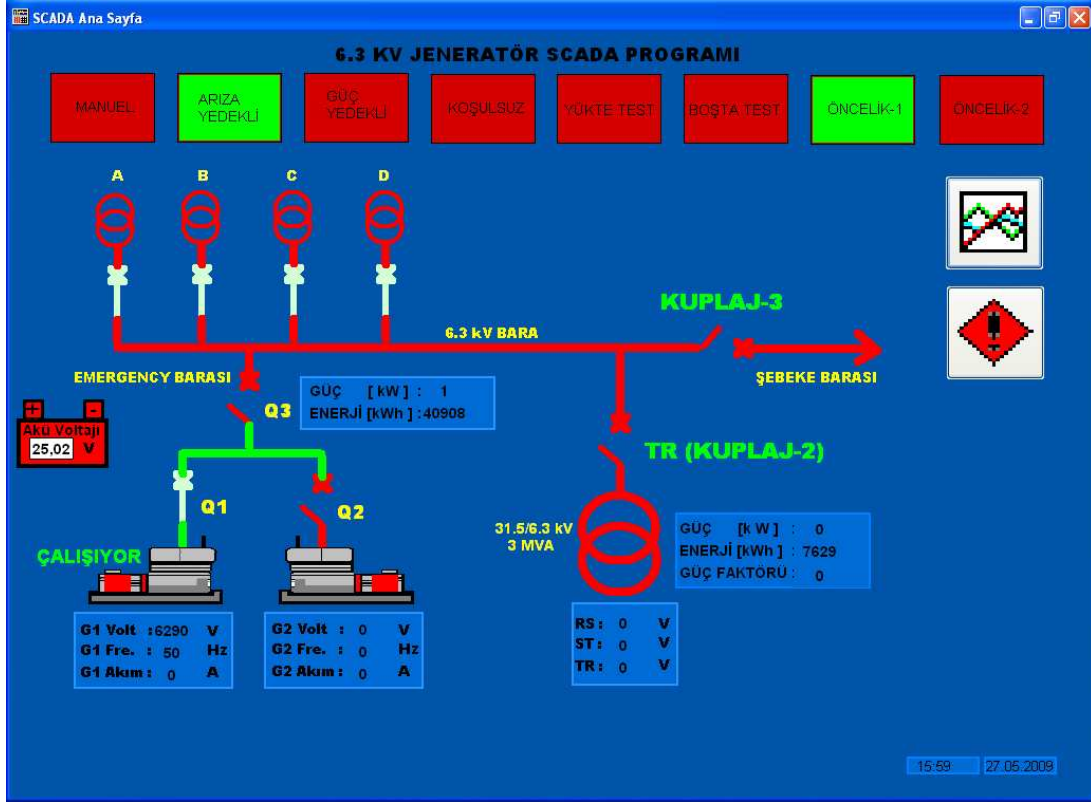 SCADA Ana Sayfa
6.3 KV JENERATÖR SCADA PROGRAMI
MANUEL
ARIZA
YEDEKLİ
GÜÇ
YEDEKLİ
KOŞULSUZ
YÜKTE TEST
BOŞTA TEST
ÖNCELİK-1
ÖNCELİK-2
A B C D
KUPLAJ-3
6.3 kV BARA
EMERGENCY BARASI
ŞEBEKE BARASI
GÜÇ [ kW ] : 1
ENERJİ [kWh ] :40908
Q3
+ -
Akü Voltajı
25,02 V
TR (KUPLAJ-2)
Q1
Q2
31.5/6.3 kV
3 MVA
GÜÇ [k W ] : 0
ENERJİ [kWh ] : 7629
GÜÇ FAKTÖRÜ : 0
ÇALIŞIYOR
G1 Volt :6290 V
G1 Fre. : 50 Hz
G1 Akım : 0 A
G2 Volt : 0 V
G2 Fre. : 0 Hz
G2 Akım : 0 A
RS : 0 V
ST : 0 V
TR : 0 V
15:59 27.05.2009